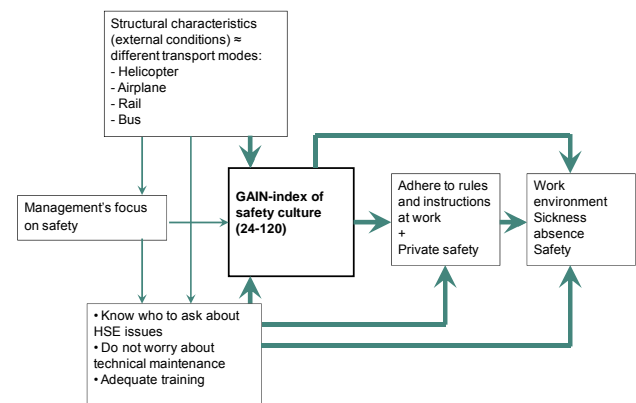 Structural characteristics
(external conditions) ≈
different transport modes:
- Helicopter
- Airplane
- Rail
- Bus
Management's focus
on safety
GAIN-index of
safety culture
(24-120)
Adhere to rules
and instructions
at work
+
Private safety
Work
environment
Sickness
absence
Safety
• Know who to ask about
HSE issues
• Do not worry about
technical maintenance
• Adequate training